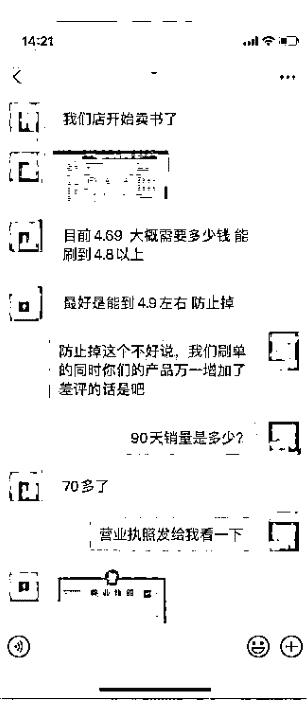 14:21
我们店开始卖书了
目前4.69 大概需要多少钱 能
刷到4.8以上
最好是能到4.9左右 防止掉
防止掉这个不好说，我们刷单
的同时你们的产品万一增加了
差评的话是吧
90天销量是多少？
70多了
营业执照发给我看一下
营业执照